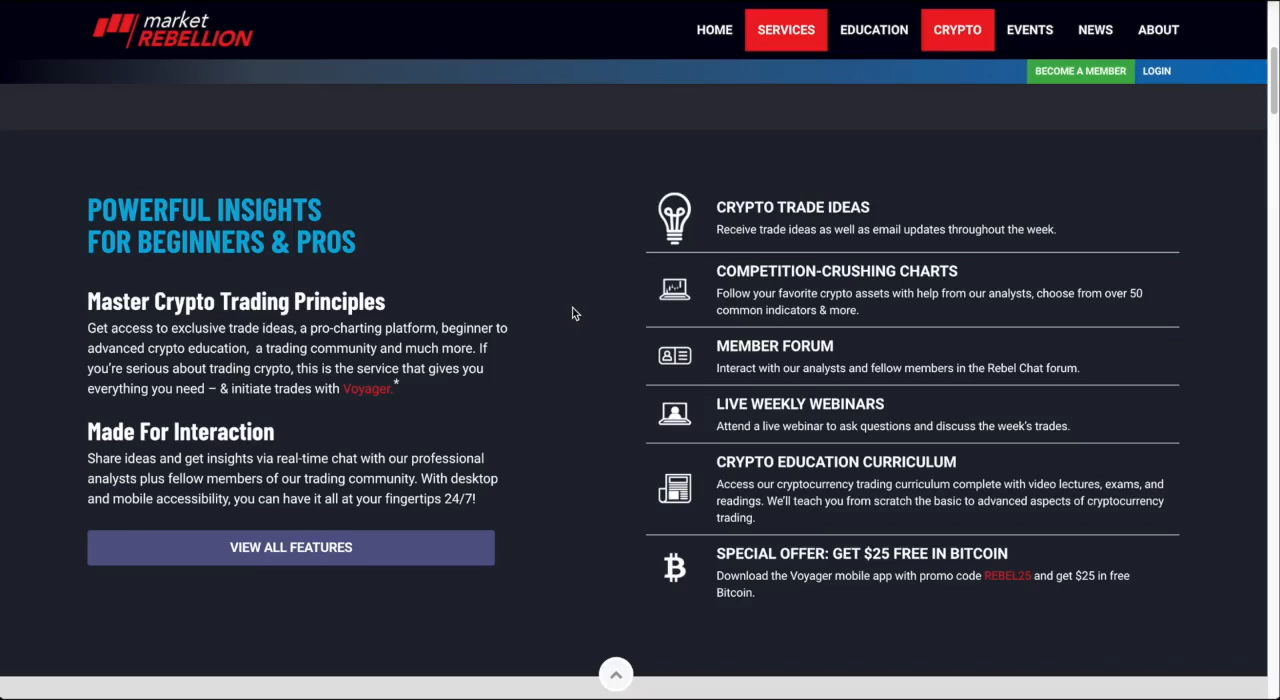 market
REBELLION
HOME
SERVICES
EDUCATION
CRYPTO
EVENTS
NEWS
ABOUT
BECOME A MEMBER
LOGIN
POWERFUL INSIGHTS
FOR BEGINNERS & PROS
Master Crypto Trading Principles
Get access to exclusive trade ideas, a pro-charting platform, beginner to
advanced crypto education, a trading community and much more. If
you're serious about trading crypto, this is the service that gives you
everything you need – & initiate trades with Voyager.*
Made For Interaction
Share ideas and get insights via real-time chat with our professional
analysts plus fellow members of our trading community. With desktop
and mobile accessibility, you can have it all at your fingertips 24/7!
VIEW ALL FEATURES
CRYPTO TRADE IDEAS
Receive trade ideas as well as email updates throughout the week.
COMPETITION-CRUSHING CHARTS
Follow your favorite crypto assets with help from our analysts, choose from over 50
common indicators & more.
MEMBER FORUM
Interact with our analysts and fellow members in the Rebel Chat forum.
LIVE WEEKLY WEBINARS
Attend a live webinar to ask questions and discuss the week's trades.
CRYPTO EDUCATION CURRICULUM
Access our cryptocurrency trading curriculum complete with video lectures, exams, and
readings. We'll teach you from scratch the basic to advanced aspects of cryptocurrency
trading.
SPECIAL OFFER: GET $25 FREE IN BITCOIN
Download the Voyager mobile app with promo code REBEL25 and get $25 in free
Bitcoin.